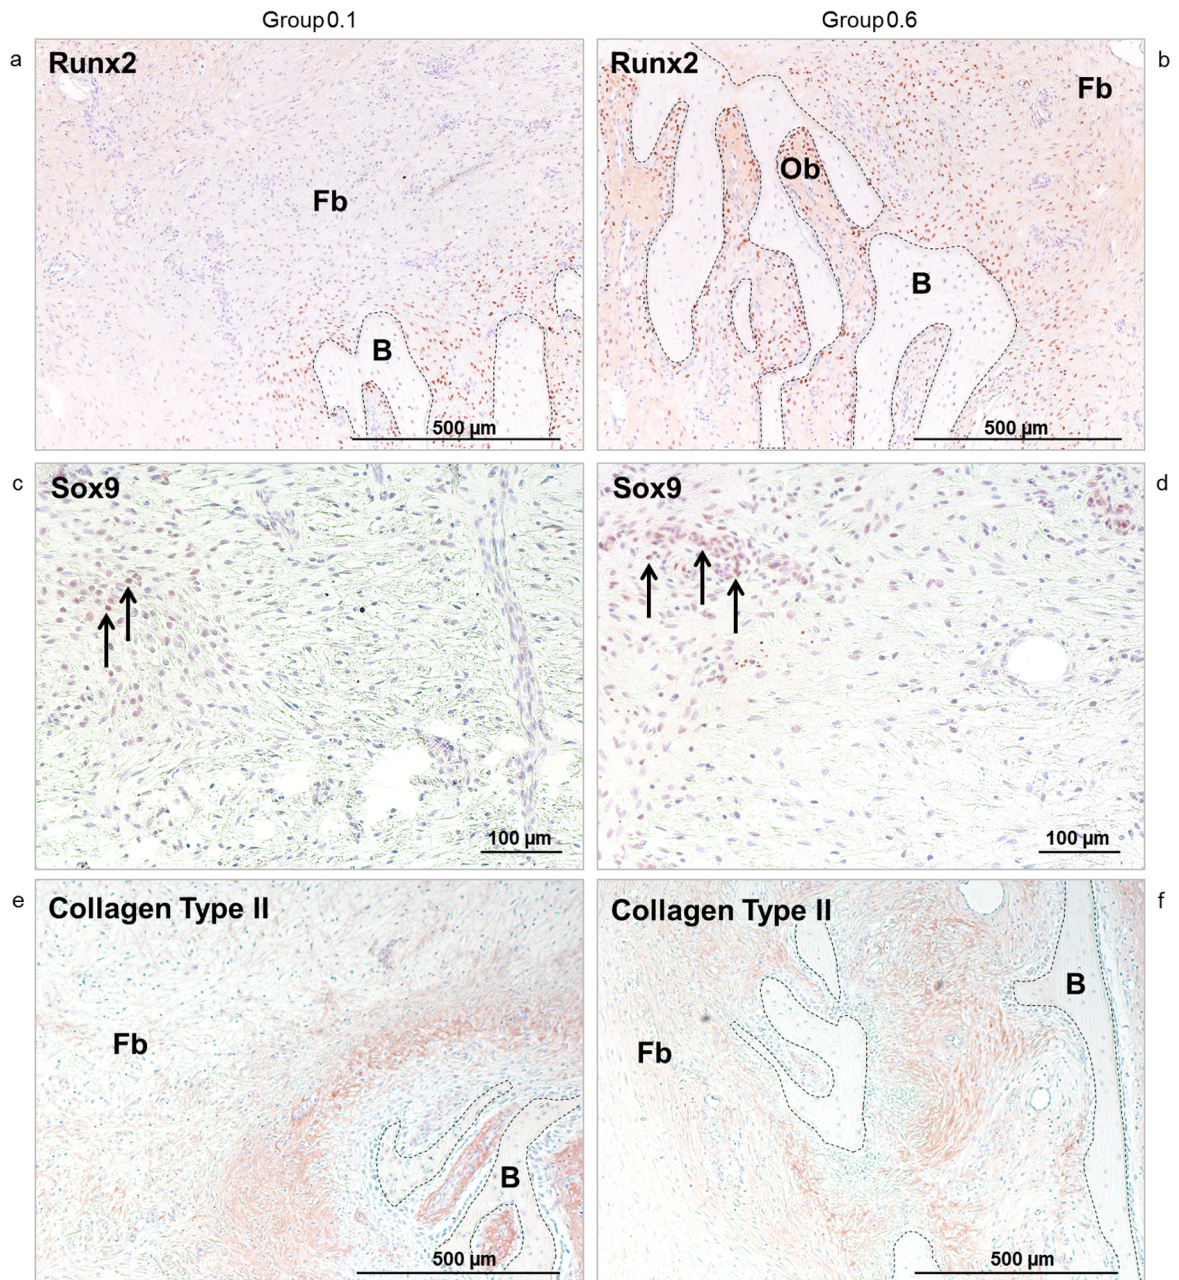 Group 0.1
Group 0.6
a
Runx2
Fb
B
500 µm
Runx2
b
Fb
Ob
B
500 µm
c
Sox9
100 µm
Sox9
d
100 µm
e
Collagen Type II
Fb
B
500 µm
Collagen Type II
f
B
Fb
500 µm